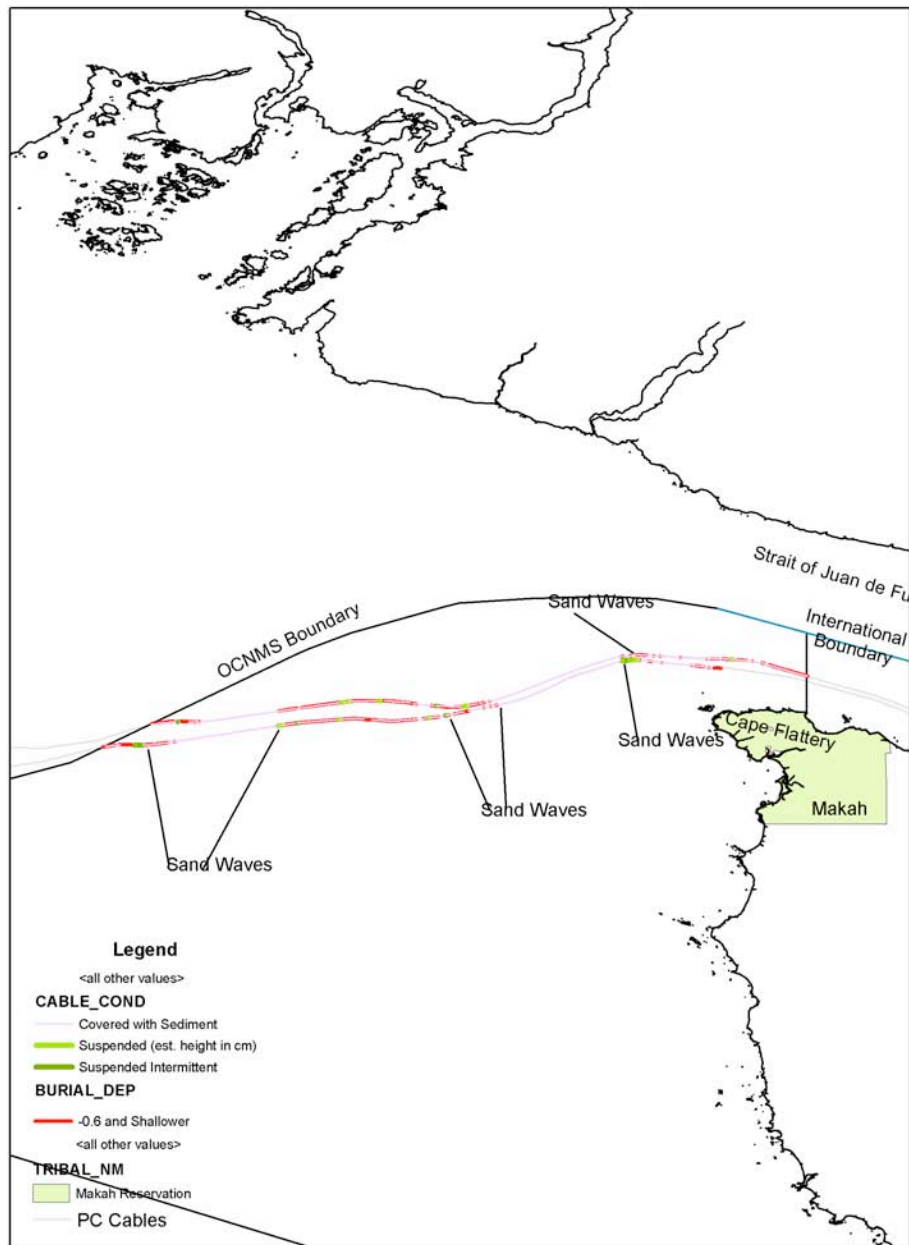 Strait of Juan de Fu
International
Boundary
Sand Waves
OCNMS Boundary
Cape Flattery
Sand Waves
Makah
Sand Waves
Sand Waves
Legend
<all other values>
CABLE_COND
Covered with Sediment
Suspended (est. height in cm)
Suspended Intermittent
BURIAL_DEP
-0.6 and Shallower
<all other values>
TRIBAL_NM
Makah Reservation
PC Cables